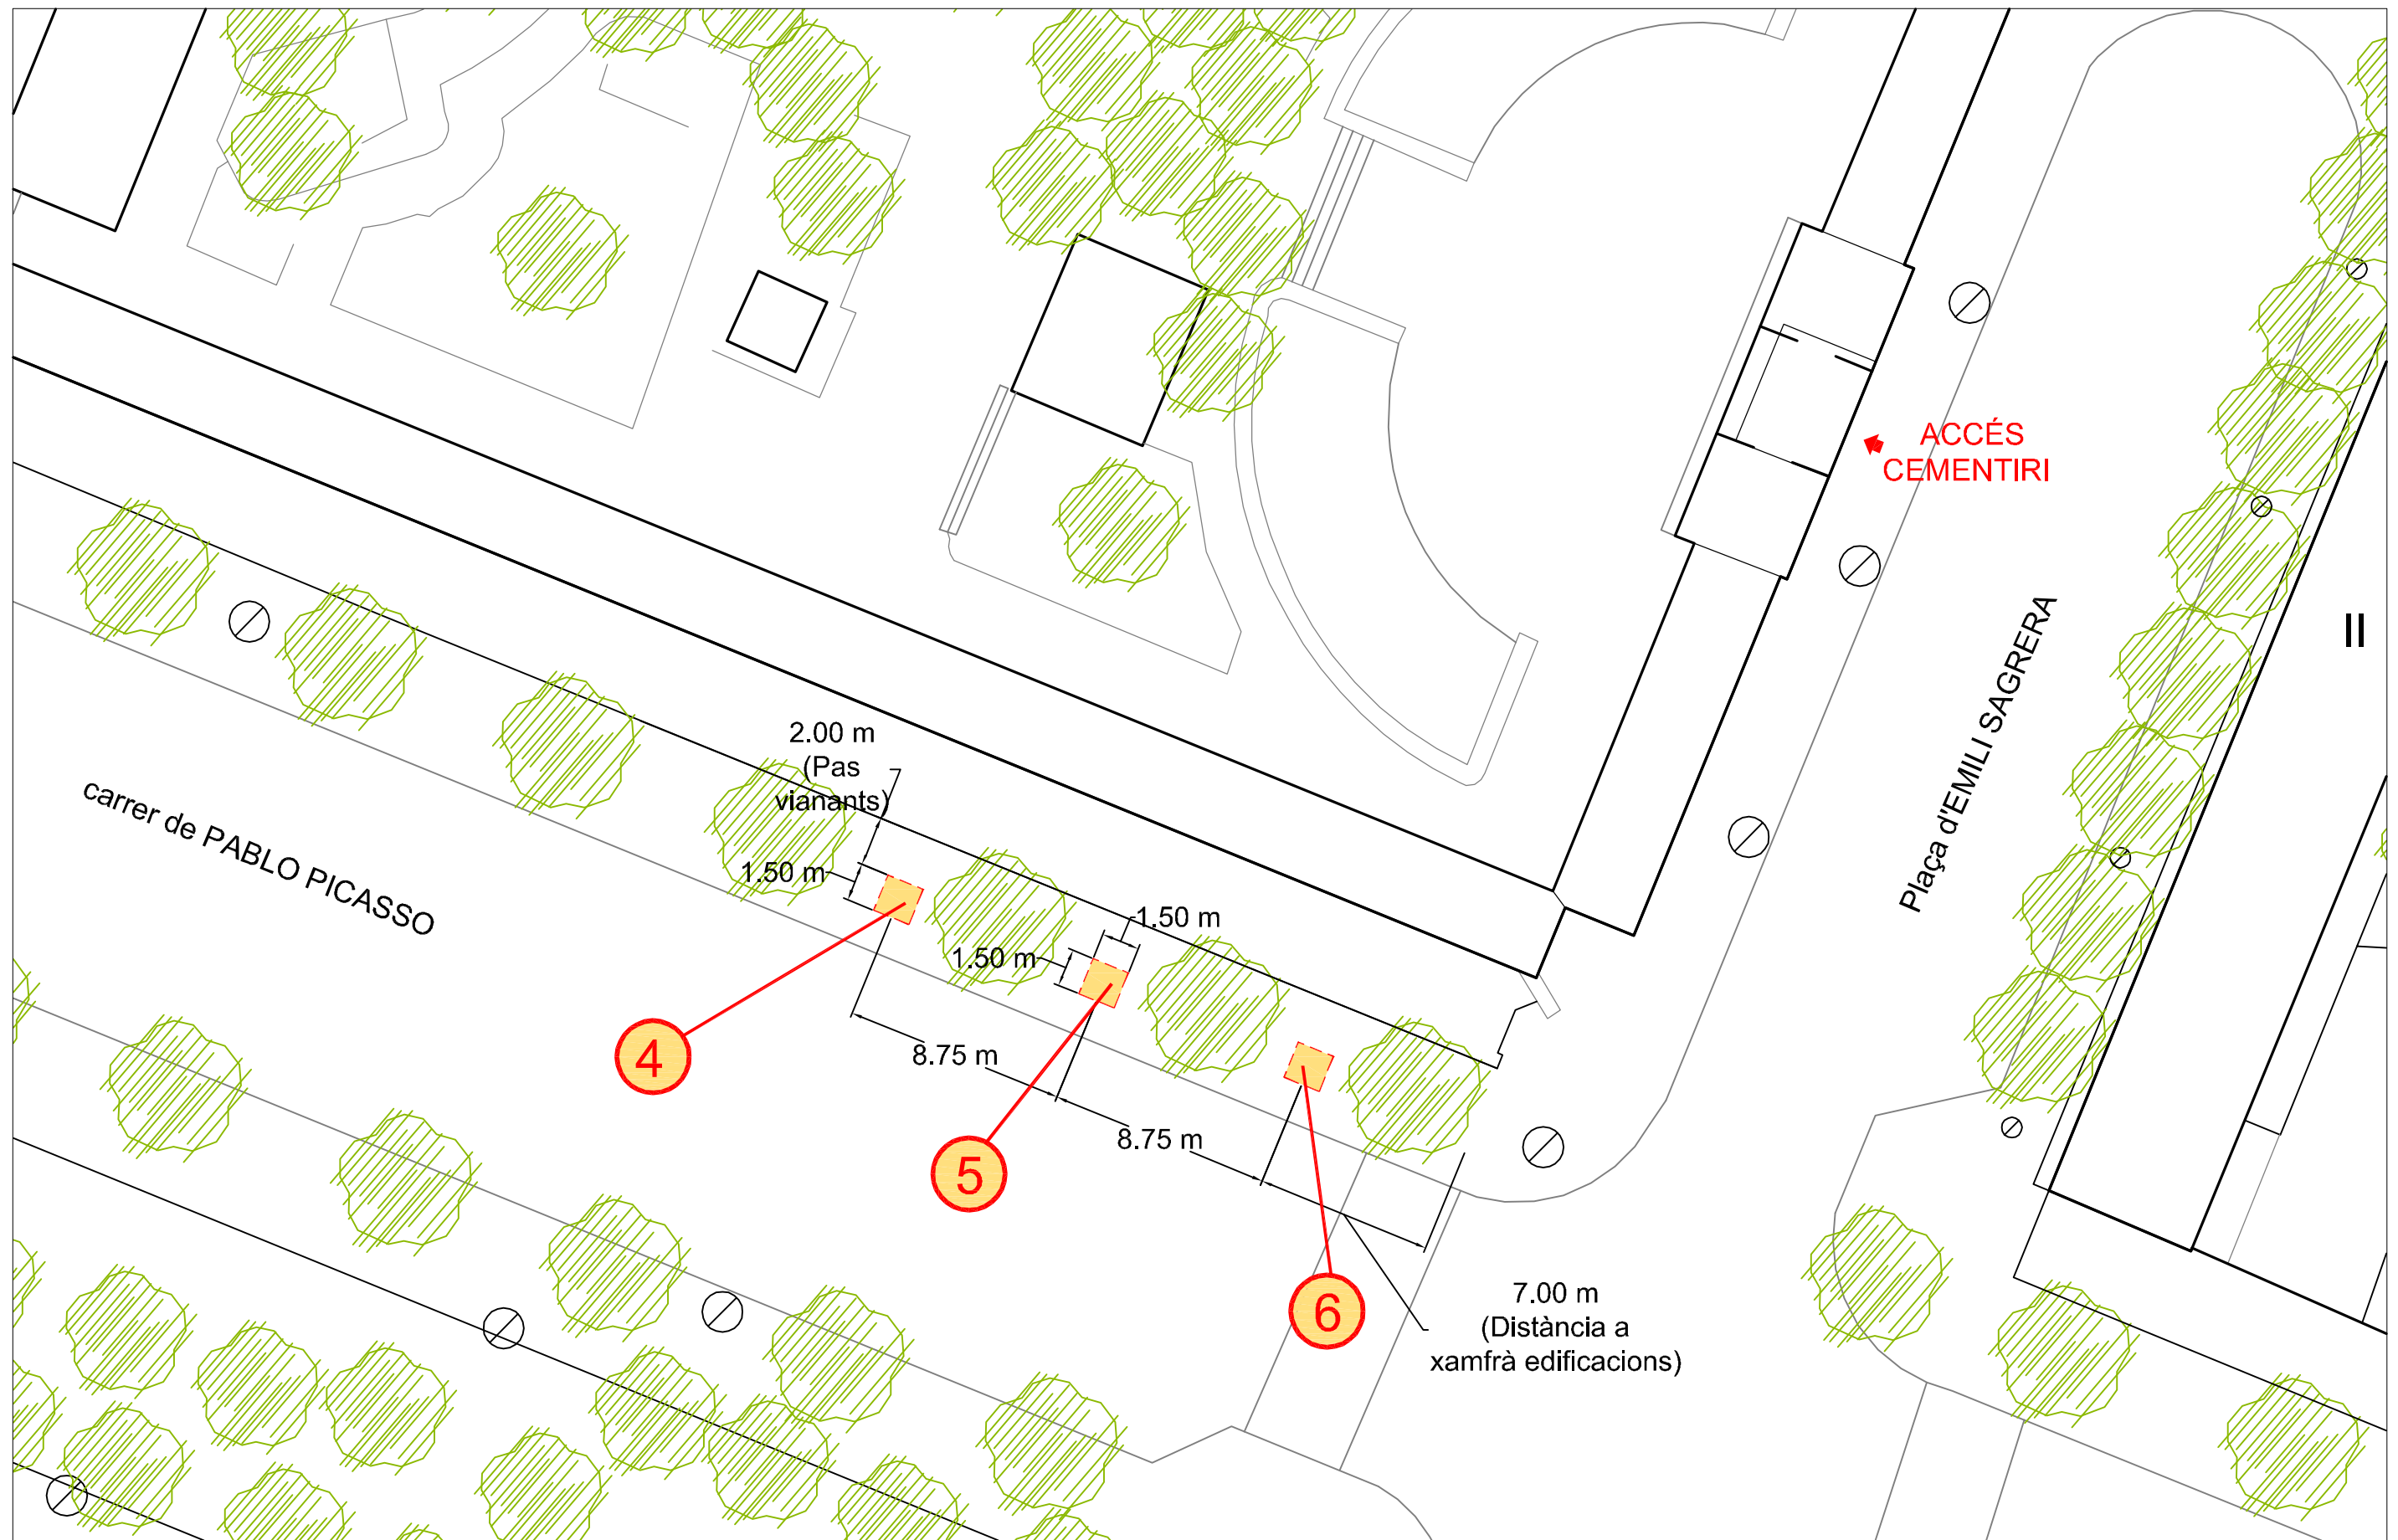 ACCÉS
CEMENTIRI
II
Plaça d'EMILI SAGRERA
2.00 m
(Pas
vianants)
carrer de PABLO PICASSO
1.50 m
1.50 m
1.50 m
4
8.75 m
5
8.75 m
6
7.00 m
(Distància a
xamfrà edificacions)